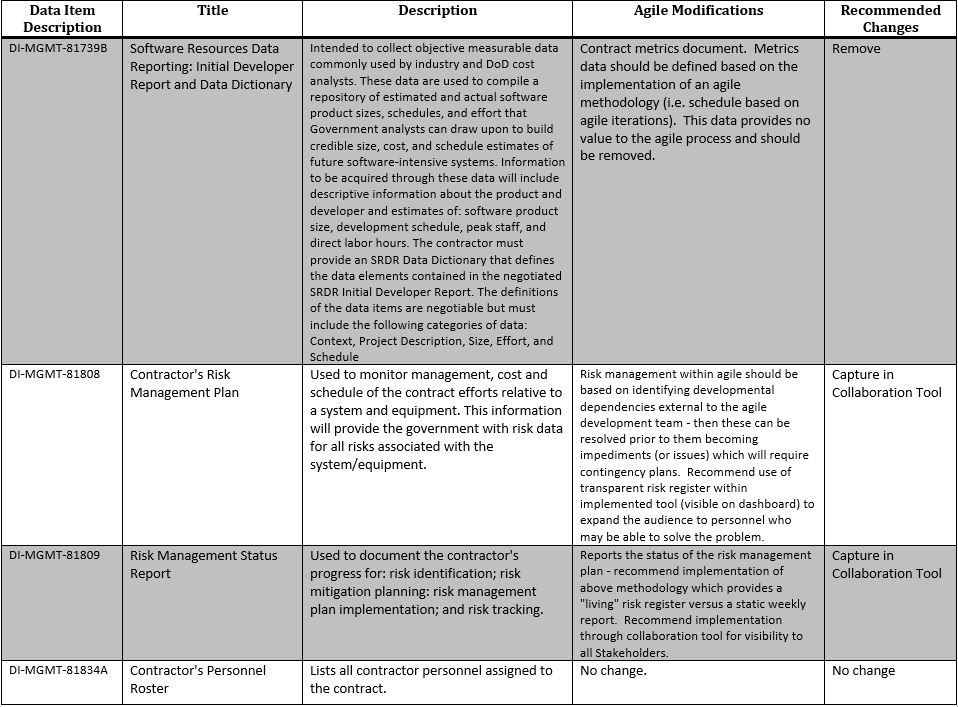 Data Item Description
Title
Description
Agile Modifications
Recommended Changes
DI-MGMT-81739B
Software Resources Data
Reporting: Initial Developer
Report and Data Dictionary
Intended to collect objective measurable data
commonly used by industry and DoD cost
analysts. These data are used to compile a
repository of estimated and actual software
product sizes, schedules, and effort that
Government analysts can draw upon to build
credible size, cost, and schedule estimates of
future software-intensive systems. Information
to be acquired through these data will include
descriptive information about the product and
developer and estimates of: software product
size, development schedule, peak staff, and
direct labor hours. The contractor must
provide an SRDR Data Dictionary that defines
the data elements contained in the negotiated
SRDR Initial Developer Report. The definitions
of the data items are negotiable but must
include the following categories of data:
Context, Project Description, Size, Effort, and
Schedule
Contract metrics document.  Metrics
data should be defined based on the
implementation of an agile
methodology (i.e. schedule based on
agile iterations).  This data provides no
value to the agile process and should
be removed.
Remove
DI-MGMT-81808
Contractor's Risk
Management Plan
Used to monitor management, cost and
schedule of the contract efforts relative to
a system and equipment. This information
will provide the government with risk data
for all risks associated with the
system/equipment.
Risk management within agile should be
based on identifying developmental
dependencies external to the agile
development team - then these can be
resolved prior to them becoming
impediments (or issues) which will require
contingency plans.  Recommend use of
transparent risk register within
implemented tool (visible on dashboard) to
expand the audience to personnel who
may be able to solve the problem.
Capture in
Collaboration Tool
DI-MGMT-81809
Risk Management Status
Report
Used to document the contractor's
progress for: risk identification; risk
mitigation planning: risk management
plan implementation; and risk tracking.
Reports the status of the risk management
plan - recommend implementation of
above methodology which provides a
"living" risk register versus a static weekly
report.  Recommend implementation
through collaboration tool for visibility to
all Stakeholders.
Capture in
Collaboration Tool
DI-MGMT-81834A
Contractor's Personnel
Roster
Lists all contractor personnel assigned to
the contract.
No change.
No change